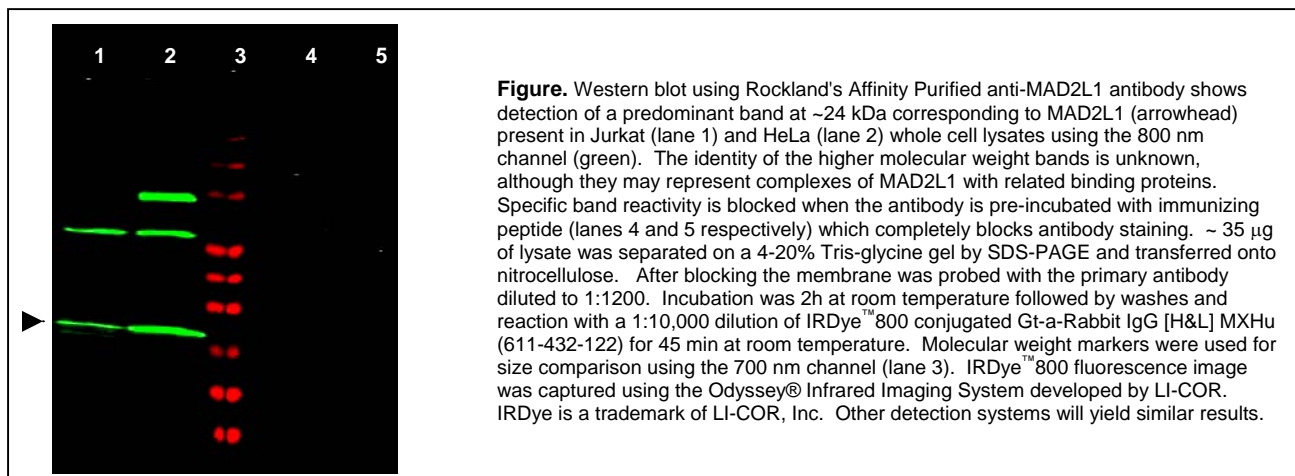 1 2 3 4 5
Figure. Western blot using Rockland's Affinity Purified anti-MAD2L1 antibody shows
detection of a predominant band at ~24 kDa corresponding to MAD2L1 (arrowhead)
present in Jurkat (lane 1) and HeLa (lane 2) whole cell lysates using the 800 nm
channel (green). The identity of the higher molecular weight bands is unknown,
although they may represent complexes of MAD2L1 with related binding proteins.
Specific band reactivity is blocked when the antibody is pre-incubated with immunizing
peptide (lanes 4 and 5 respectively) which completely blocks antibody staining. ~ 35 µg
of lysate was separated on a 4-20% Tris-glycine gel by SDS-PAGE and transferred onto
nitrocellulose. After blocking the membrane was probed with the primary antibody
diluted to 1:1200. Incubation was 2h at room temperature followed by washes and
reaction with a 1:10,000 dilution of IRDye™800 conjugated Gt-a-Rabbit IgG [H&L] MXHu
(611-432-122) for 45 min at room temperature. Molecular weight markers were used for
size comparison using the 700 nm channel (lane 3). IRDye™800 fluorescence image
was captured using the Odyssey® Infrared Imaging System developed by LI-COR.
IRDye is a trademark of LI-COR, Inc. Other detection systems will yield similar results.